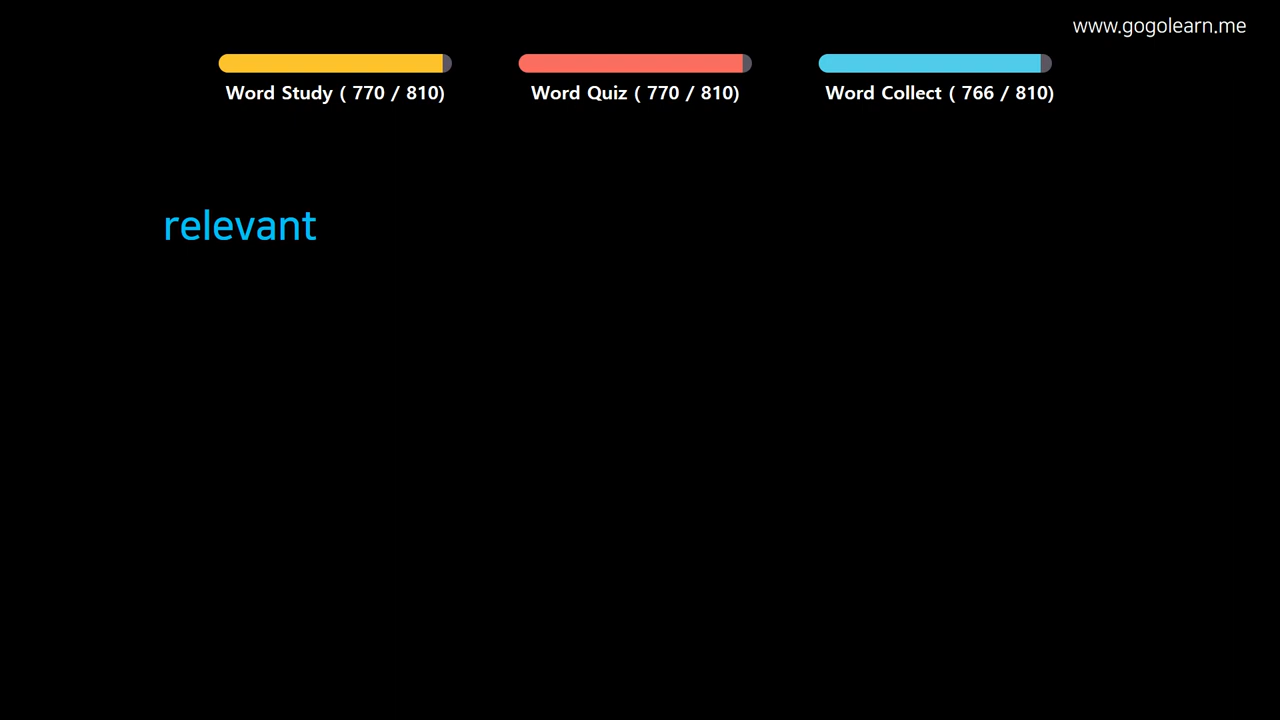 www.gogolearn.me
Word Study ( 770 / 810)
Word Quiz ( 770 / 810)
Word Collect ( 766 / 810)
relevant